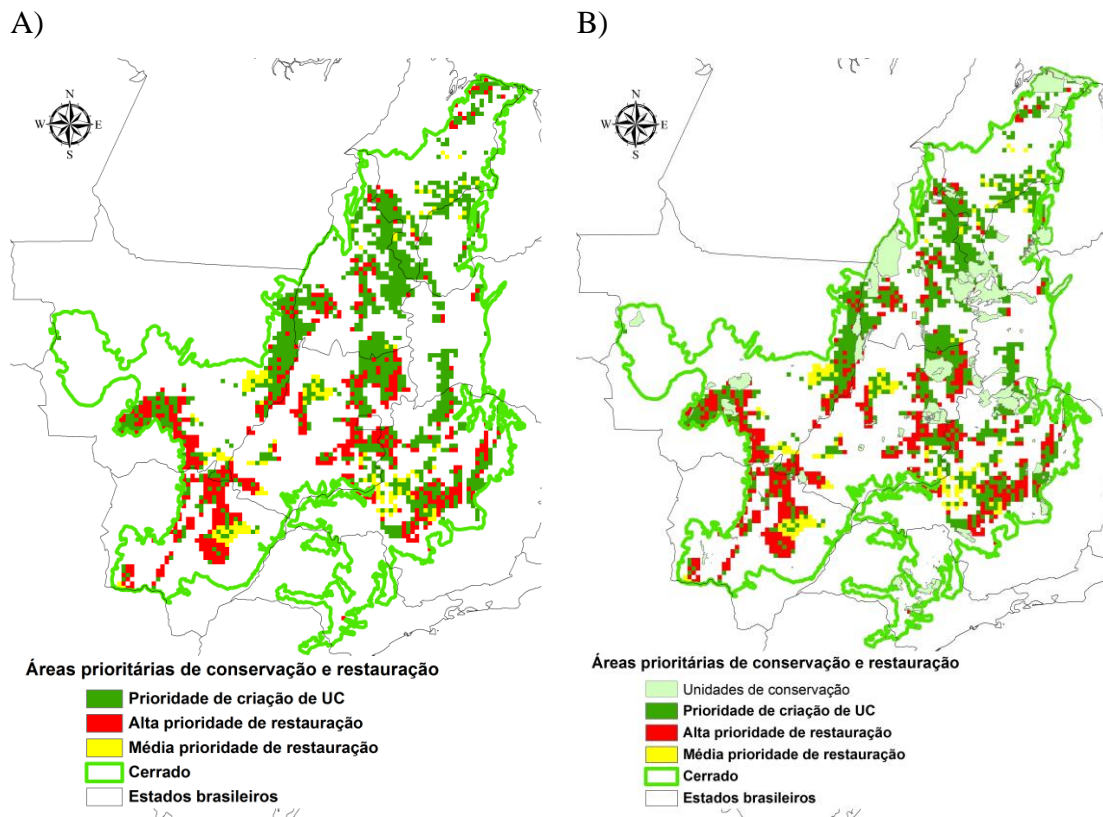 A)
B)
N
W E
S
N
W E
S
Áreas prioritárias de conservação e restauração
Prioridade de criação de UC
Alta prioridade de restauração
Média prioridade de restauração
Cerrado
Estados brasileiros
Áreas prioritárias de conservação e restauração
Unidades de conservação
Prioridade de criação de UC
Alta prioridade de restauração
Média prioridade de restauração
Cerrado
Estados brasileiros